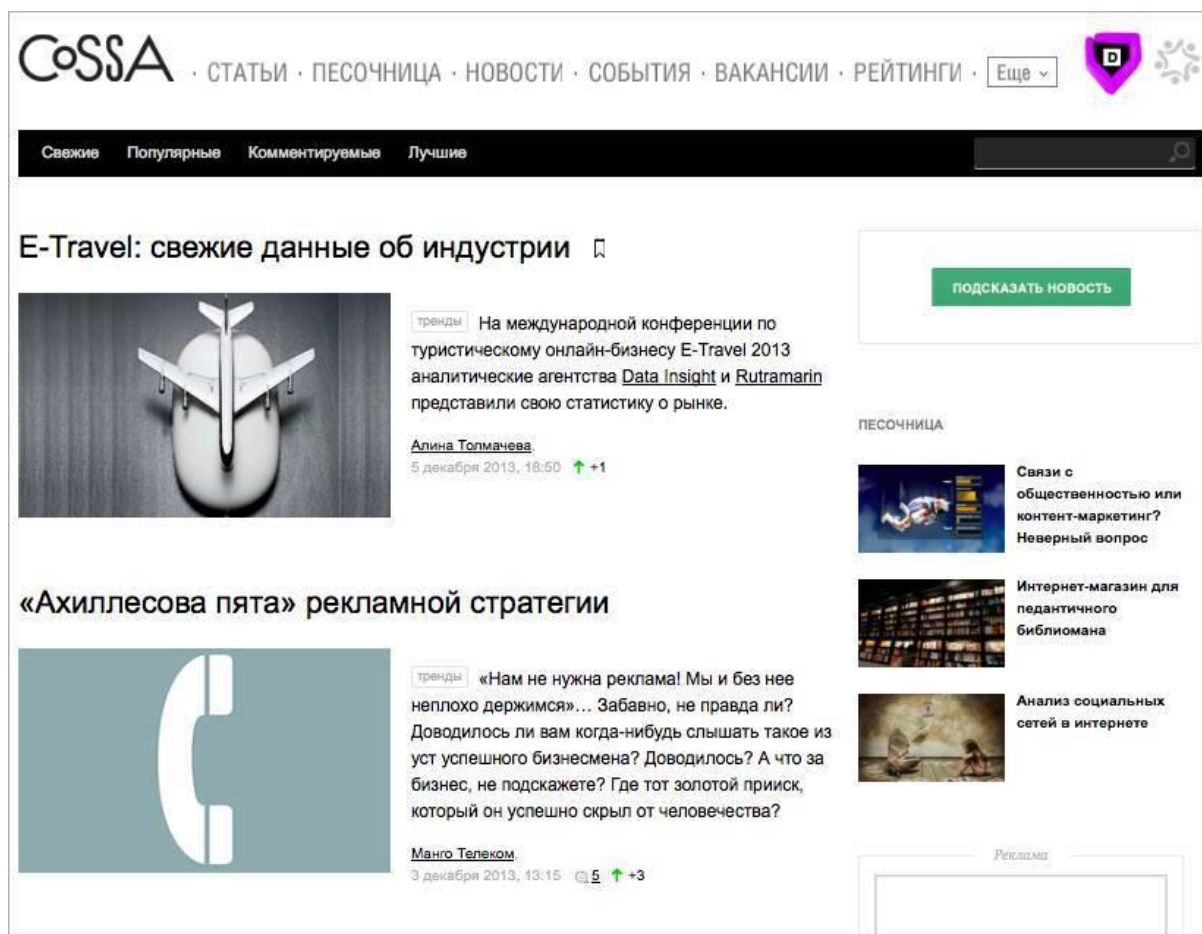 CoSSA · СТАТЬИ · ПЕСОЧНИЦА · НОВОСТИ · СОБЫТИЯ · ВАКАНСИИ · РЕЙТИНГИ · Еще
D
Свежие Популярные Комментируемые Лучшие
E-Travel: свежие данные об индустрии
тренды На международной конференции по
туристическому онлайн-бизнесу E-Travel 2013
аналитические агентства Data Insight и Rutramarin
представили свою статистику о рынке.
Алина Толмачева,
5 декабря 2013, 18:50 +1
«Ахиллесова пята» рекламной стратегии
тренды «Нам не нужна реклама! Мы и без нее
неплохо держимся»... Забавно, не правда ли?
Доводилось ли вам когда-нибудь слышать такое из
уст успешного бизнесмена? Доводилось? А что за
бизнес, не подскажете? Где тот золотой прииск,
который он успешно скрыл от человечества?
Манго Телеком,
3 декабря 2013, 13:15 5 +3
ПОДСКАЗАТЬ НОВОСТЬ
ПЕСОЧНИЦА
Связи с
общественностью или
контент-маркетинг?
Неверный вопрос
Интернет-магазин для
педантичного
библиомана
Анализ социальных
сетей в интернете
Реклама